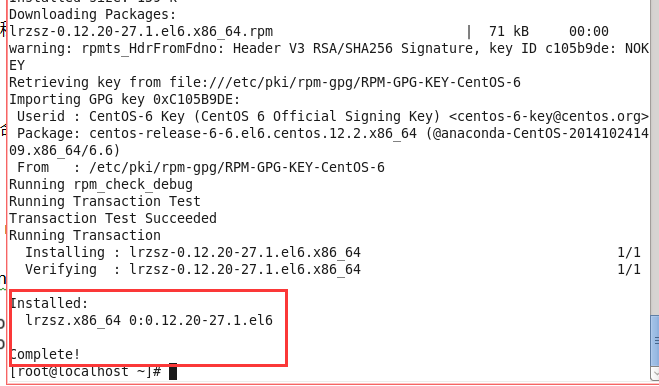 Downloading Packages:
lrzsz-0.12.20-27.1.el6.x86_64.rpm | 71 kB 00:00
warning: rpmts_HdrFromFdno: Header V3 RSA/SHA256 Signature, key ID c105b9de: NOK
EY
Retrieving key from file:///etc/pki/rpm-gpg/RPM-GPG-KEY-CentOS-6
Importing GPG key 0xC105B9DE:
Userid : CentOS-6 Key (CentOS 6 Official Signing Key) <centos-6-key@centos.org>
Package: centos-release-6-6.el6.centos.12.2.x86_64 (@anaconda-CentOS-2014102414
09.x86_64/6.6)
From : /etc/pki/rpm-gpg/RPM-GPG-KEY-CentOS-6
Running rpm_check_debug
Running Transaction Test
Transaction Test Succeeded
Running Transaction
Installing : lrzsz-0.12.20-27.1.el6.x86_64 1/1
Verifying : lrzsz-0.12.20-27.1.el6.x86_64 1/1
Installed:
lrzsz.x86_64 0:0.12.20-27.1.el6
Complete!
[root@localhost ~]#